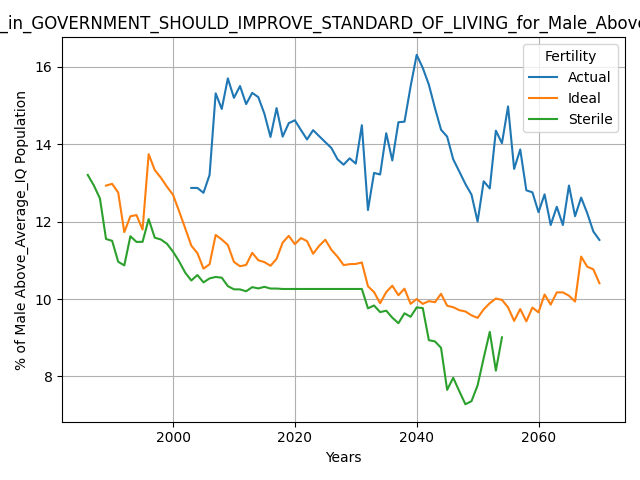 _in_GOVERNMENT_SHOULD_IMPROVE_STANDARD_OF_LIVING_for_Male_Above
Fertility
Actual
Ideal
Sterile
% of Male Above_Average_IQ Population
16
14
12
10
8
2000 2020 2040 2060
Years